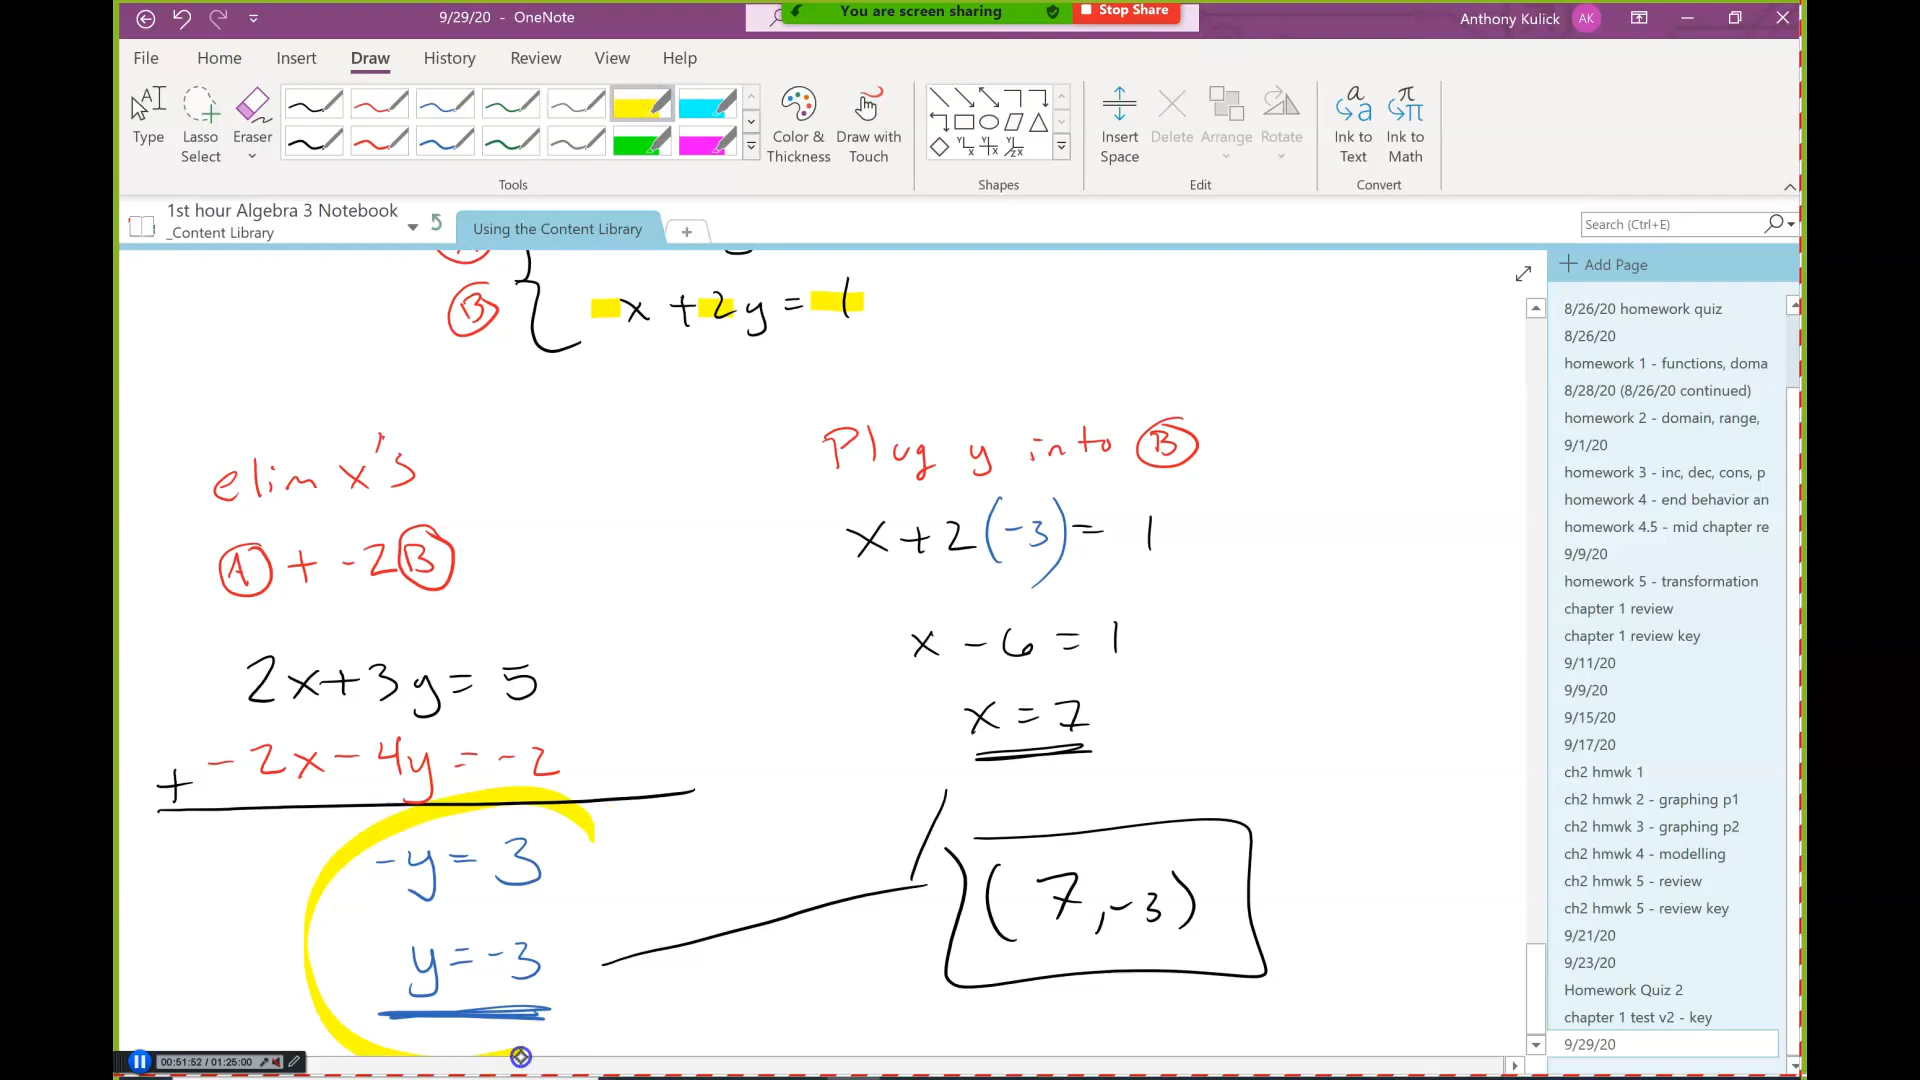 9/29/20 - OneNote
You are screen sharing
Stop Share
Anthony Kulick
AK
File Home Insert Draw History Review View Help
Type
Lasso Select
Eraser
Color & Thickness
Draw with Touch
Insert Space
Delete
Arrange
Rotate
Ink to Text
Ink to Math
Tools
Shapes
Edit
Convert
1st hour Algebra 3 Notebook
_Content Library
Using the Content Library
Search (Ctrl+E)
B
x + 2y = 1
elim x's
A + -2 B
2x+3y = 5
+ -2x-4y = -2
-y = 3
y = -3
Plug y into B
x+2(-3) = 1
x - 6 = 1
x = 7
(7, -3)
Add Page
8/26/20 homework quiz
8/26/20
homework 1 - functions, doma
8/28/20 (8/26/20 continued)
homework 2 - domain, range,
9/1/20
homework 3 - inc, dec, cons, p
homework 4 - end behavior an
homework 4.5 - mid chapter re
9/9/20
homework 5 - transformation
chapter 1 review
chapter 1 review key
9/11/20
9/9/20
9/15/20
9/17/20
ch2 hmwk 1
ch2 hmwk 2 - graphing p1
ch2 hmwk 3 - graphing p2
ch2 hmwk 4 - modelling
ch2 hmwk 5 - review
ch2 hmwk 5 - review key
9/21/20
9/23/20
Homework Quiz 2
chapter 1 test v2 - key
9/29/20
00:51:52 / 01:25:00